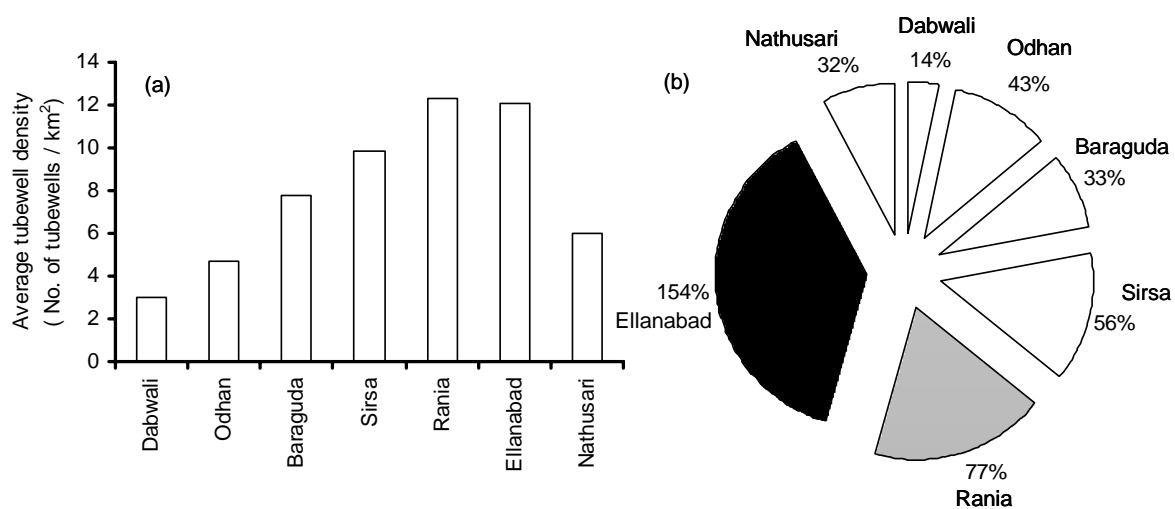 (a)
Average tubewell density
( No. of tubewells / km²)
14
12
10
8
6
4
2
0
Dabwali
Odhan
Baraguda
Sirsa
Rania
Ellanabad
Nathusari
(b)
Dabwali
14%
Odhan
43%
Baraguda
33%
Sirsa
56%
77%
Rania
154%
Ellanabad
Nathusari
32%